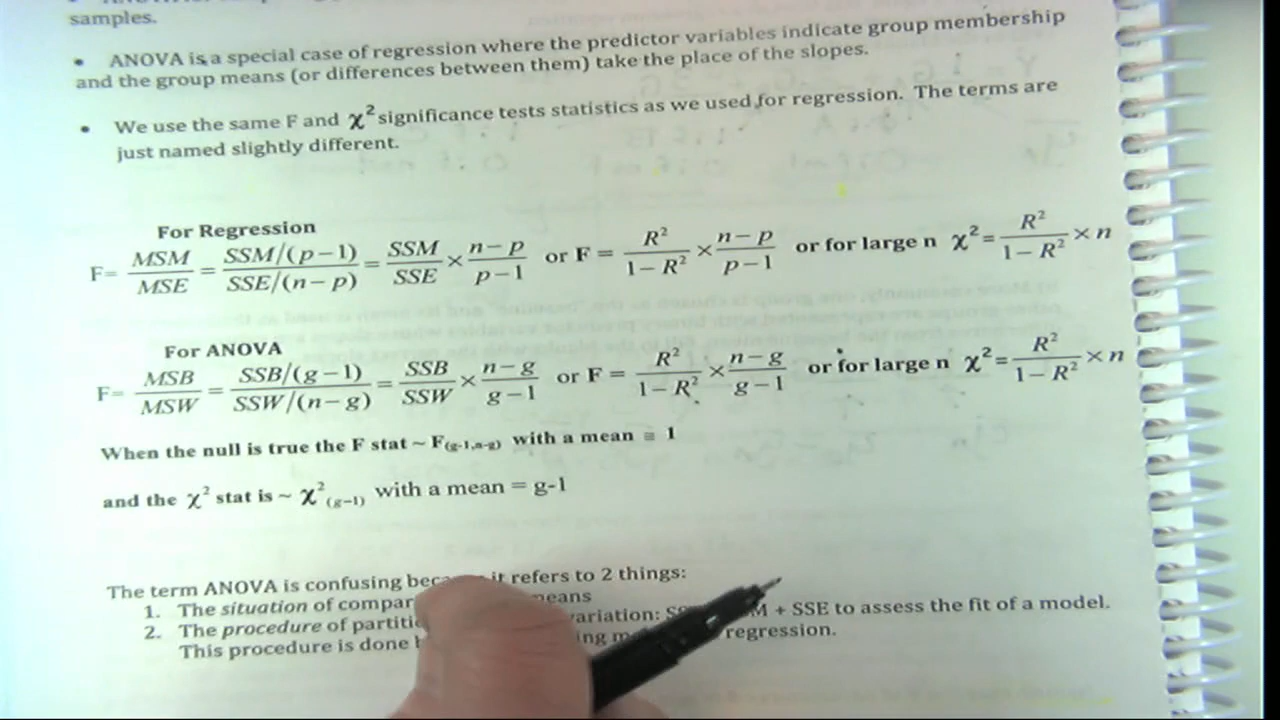 samples.
• ANOVA is a special case of regression where the predictor variables indicate group membership
and the group means (or differences between them) take the place of the slopes.
• We use the same F and χ² significance tests statistics as we used for regression. The terms are
just named slightly different.
For Regression
F= MSM/MSE = SSM/(p−1) / SSE/(n−p) = SSM/SSE × n−p/p−1 or F = R²/1−R² × n−p/p−1 or for large n χ²= R²/1−R² × n
For ANOVA
F= MSB/MSW = SSB/(g−1) / SSW/(n−g) = SSB/SSW × n−g/g−1 or F = R²/1−R² × n−g/g−1 or for large n χ²= R²/1−R² × n
When the null is true the F stat ~ F(g-1,n-g) with a mean ≅ 1
and the χ² stat is ~ χ²(g−1) with a mean = g-1
The term ANOVA is confusing it refers to 2 things:
1. The situation of means
2. The procedure of variation: + SSE to assess the fit of a model.
This procedure is done regression.